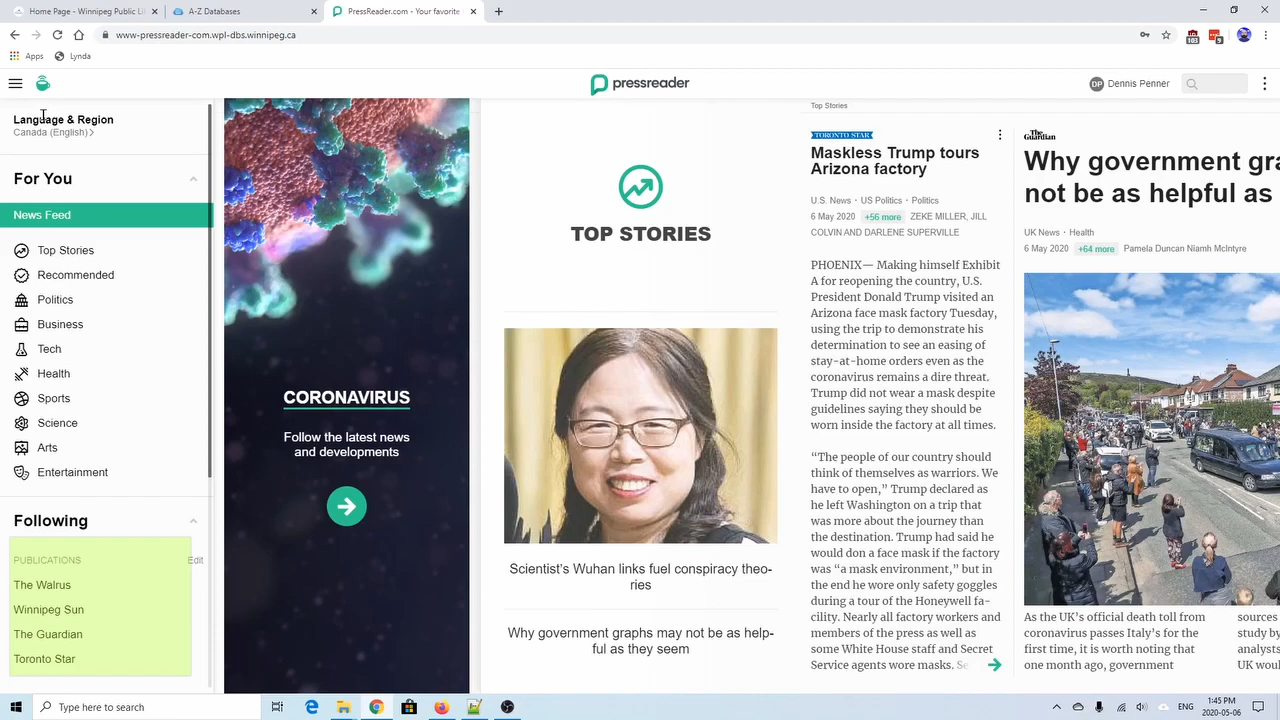 Home Page - Winnipeg Public Li
A-Z Databases
PressReader.com - Your favorite
www-pressreader-com.wpl-dbs.winnipeg.ca
Apps
Lynda
103
9
pressreader
DP
Dennis Penner
Language & Region
Canada (English)
For You
News Feed
Top Stories
Recommended
Politics
Business
Tech
Health
Sports
Science
Arts
Entertainment
Following
PUBLICATIONS
Edit
The Walrus
Winnipeg Sun
The Guardian
Toronto Star
CORONAVIRUS
Follow the latest news
and developments
TOP STORIES
Scientist's Wuhan links fuel conspiracy theo-
ries
Why government graphs may not be as help-
ful as they seem
Top Stories
TORONTO STAR
Maskless Trump tours
Arizona factory
U.S. News · US Politics · Politics
6 May 2020 +56 more ZEKE MILLER, JILL
COLVIN AND DARLENE SUPERVILLE
PHOENIX— Making himself Exhibit
A for reopening the country, U.S.
President Donald Trump visited an
Arizona face mask factory Tuesday,
using the trip to demonstrate his
determination to see an easing of
stay-at-home orders even as the
coronavirus remains a dire threat.
Trump did not wear a mask despite
guidelines saying they should be
worn inside the factory at all times.
“The people of our country should
think of themselves as warriors. We
have to open,” Trump declared as
he left Washington on a trip that
was more about the journey than
the destination. Trump had said he
would don a face mask if the factory
was “a mask environment,” but in
the end he wore only safety goggles
during a tour of the Honeywell fa-
cility. Nearly all factory workers and
members of the press as well as
some White House staff and Secret
Service agents wore masks. Se
The
Guardian
Why government gra
not be as helpful as
UK News · Health
6 May 2020 +64 more Pamela Duncan Niamh McIntyre
As the UK’s official death toll from
coronavirus passes Italy’s for the
first time, it is worth noting that
one month ago, government
sources
study by
analysts
UK wou
Type here to search
1:45 PM
2020-05-06